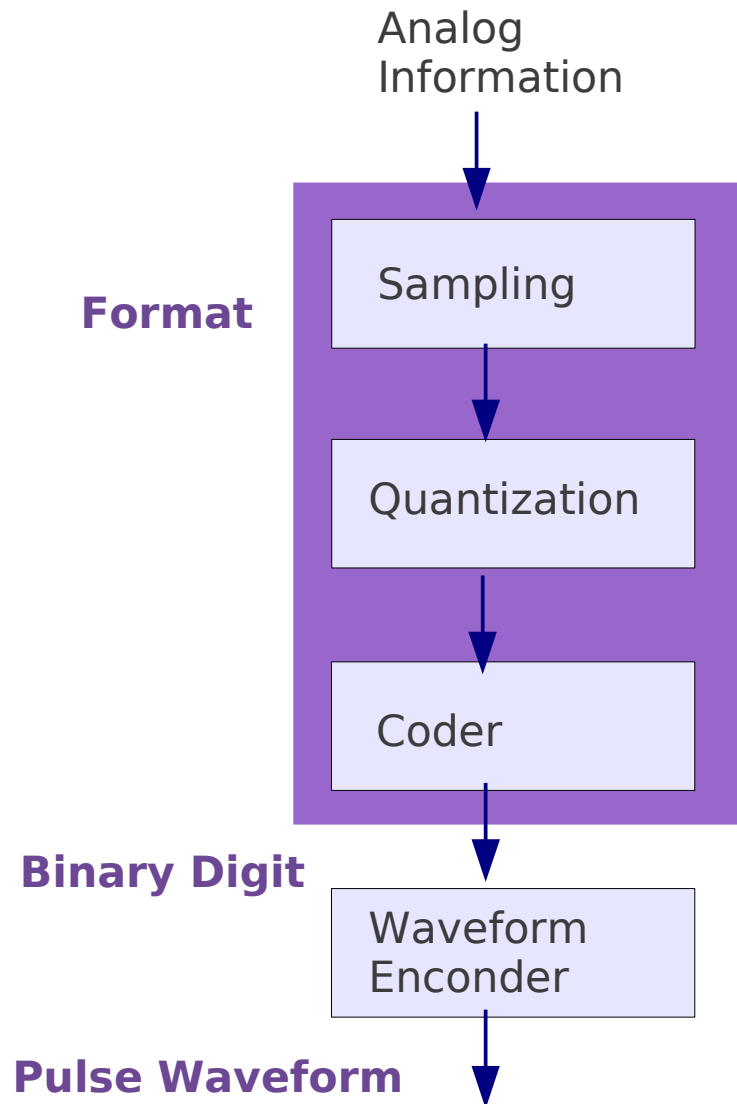 Analog
Information
Sampling
Format
Quantization
Coder
Binary Digit
Waveform
Enconder
Pulse Waveform